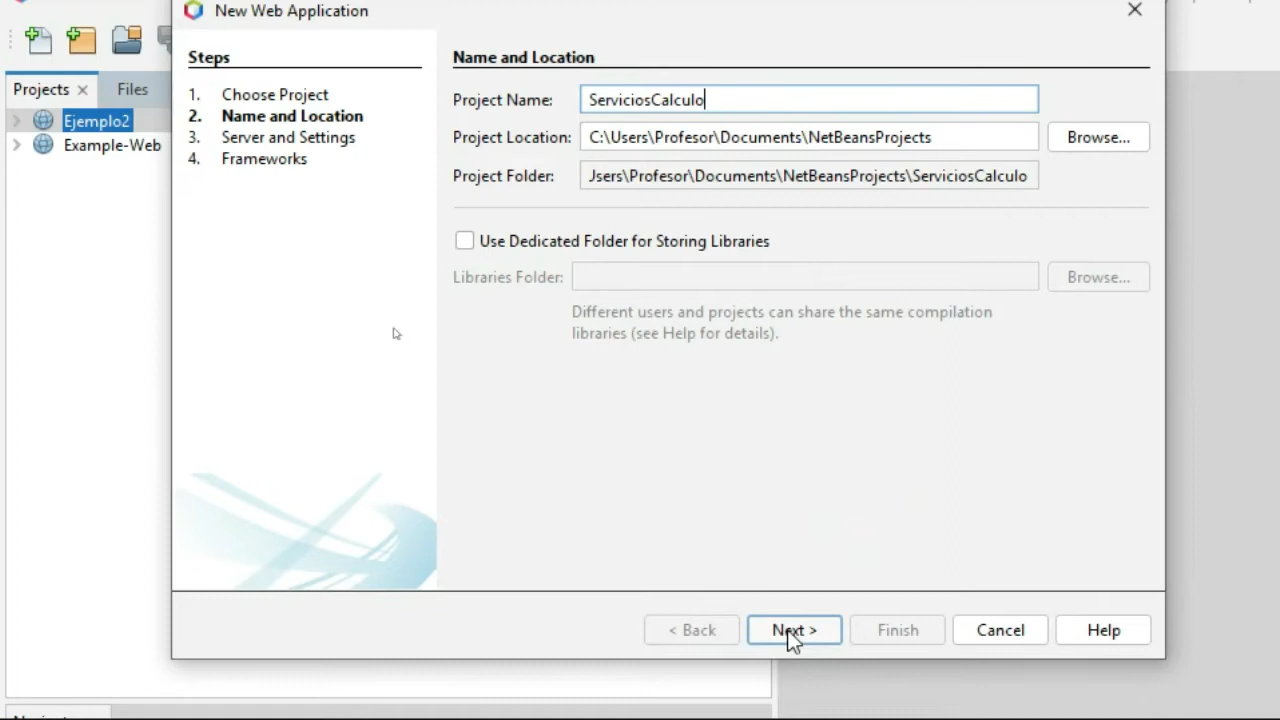 New Web Application
Steps
1. Choose Project
2. Name and Location
3. Server and Settings
4. Frameworks
Name and Location
Project Name: ServiciosCalculo
Project Location: C:\Users\Profesor\Documents\NetBeansProjects Browse...
Project Folder: Jsers\Profesor\Documents\NetBeansProjects\ServiciosCalculo
Use Dedicated Folder for Storing Libraries
Libraries Folder: Browse...
Different users and projects can share the same compilation
libraries (see Help for details).
< Back Next > Finish Cancel Help
Projects Files
Ejemplo2
Example-Web